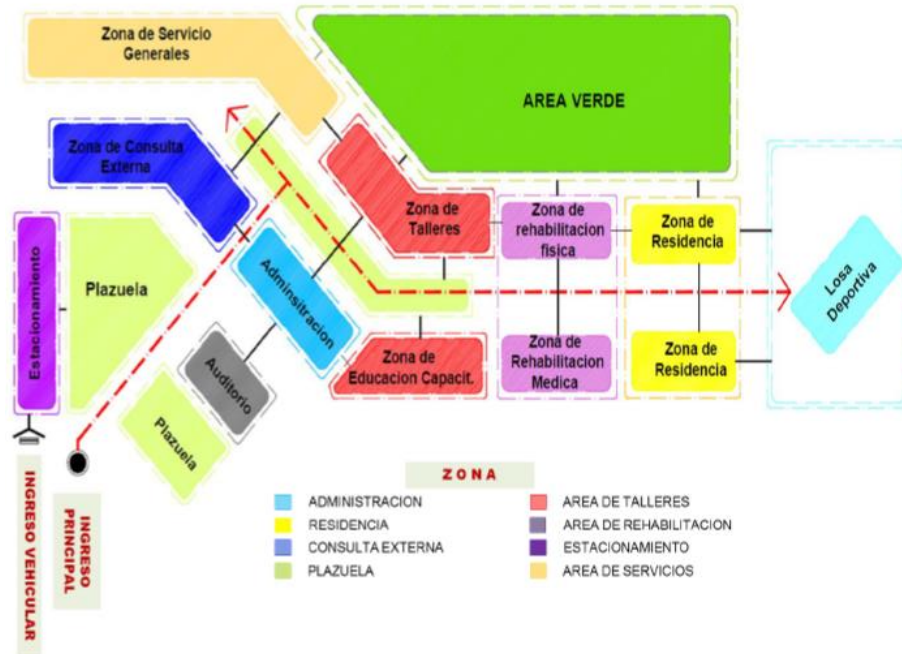 Zona de Servicio
Generales
AREA VERDE
Zona de Consulta
Externa
Zona de
Talleres
Zona de
rehabilitacion
fisica
Zona de
Residencia
Losa
Deportiva
Estacionamiento
Plazuela
Adminsitracion
Auditorio
Plazuela
Zona de
Educacion Capacit.
Zona de
Rehabilitacion
Medica
Zona de
Residencia
INGRESO VEHICULAR
INGRESO
PRINCIPAL
ZONA
ADMINISTRACION
RESIDENCIA
CONSULTA EXTERNA
PLAZUELA
AREA DE TALLERES
AREA DE REHABILITACION
ESTACIONAMIENTO
AREA DE SERVICIOS